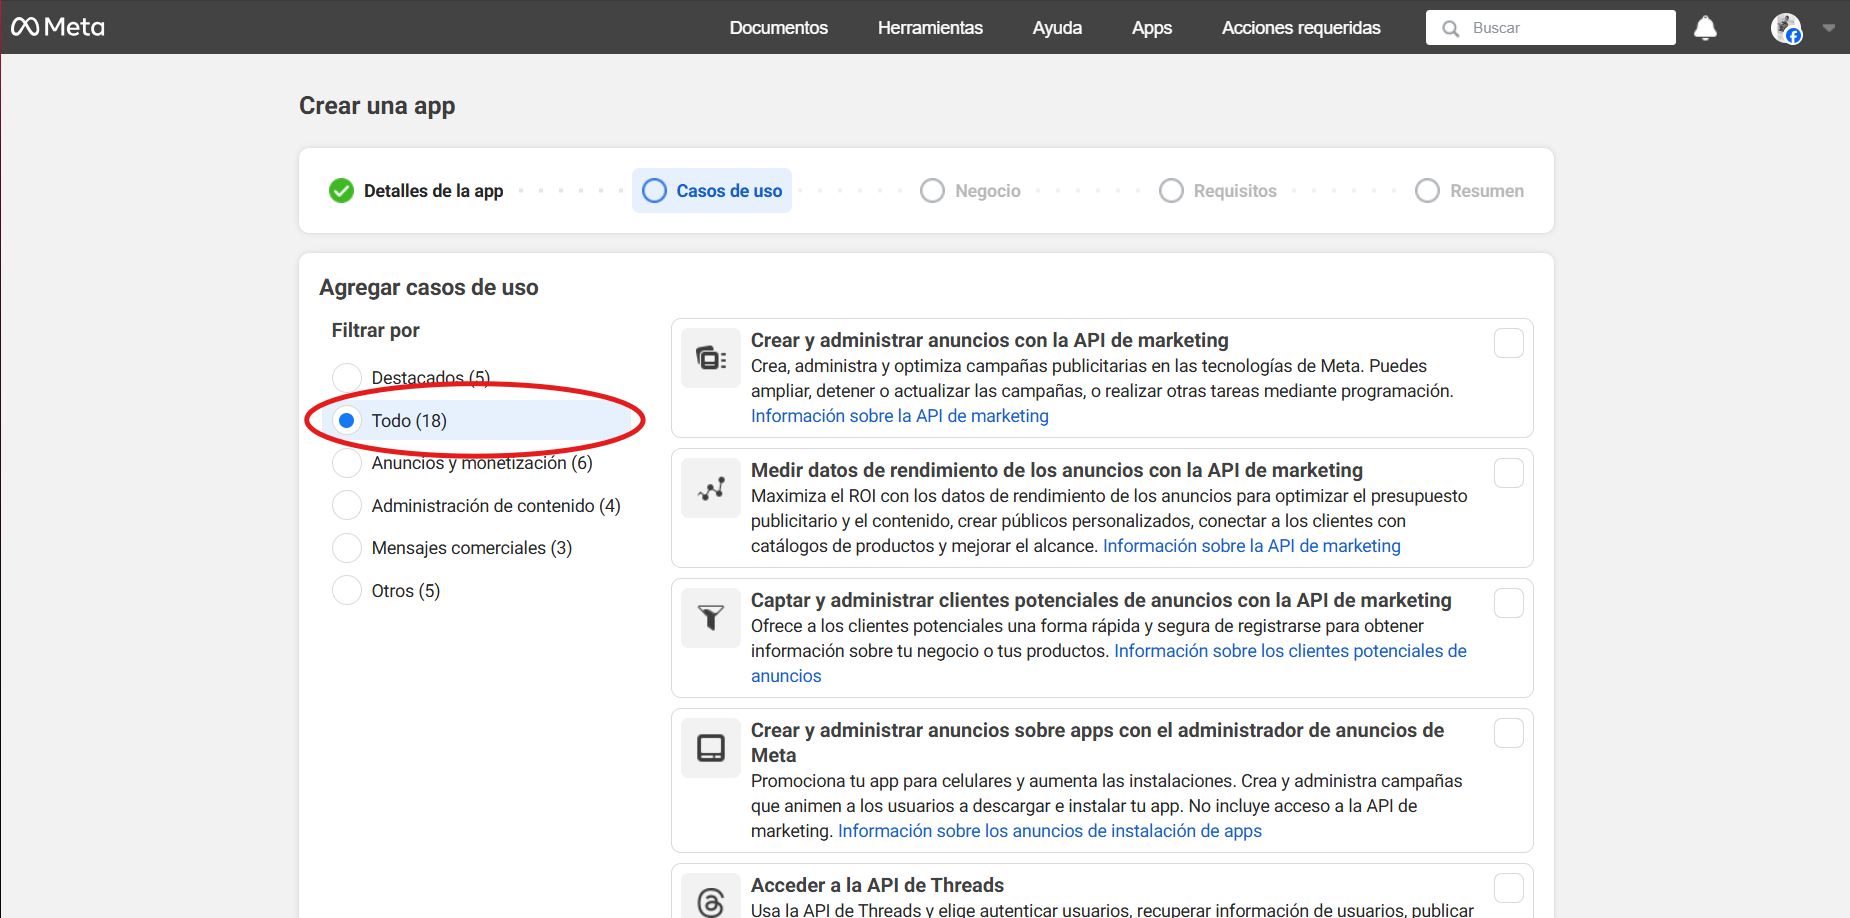 Meta
Documentos
Herramientas
Ayuda
Apps
Acciones requeridas
Buscar
Crear una app
Detalles de la app
Casos de uso
Negocio
Requisitos
Resumen
Agregar casos de uso
Filtrar por
Destacados (5)
Todo (18)
Anuncios y monetización (6)
Administración de contenido (4)
Mensajes comerciales (3)
Otros (5)
Crear y administrar anuncios con la API de marketing
Crea, administra y optimiza campañas publicitarias en las tecnologías de Meta. Puedes
ampliar, detener o actualizar las campañas, o realizar otras tareas mediante programación.
Información sobre la API de marketing
Medir datos de rendimiento de los anuncios con la API de marketing
Maximiza el ROI con los datos de rendimiento de los anuncios para optimizar el presupuesto
publicitario y el contenido, crear públicos personalizados, conectar a los clientes con
catálogos de productos y mejorar el alcance. Información sobre la API de marketing
Captar y administrar clientes potenciales de anuncios con la API de marketing
Ofrece a los clientes potenciales una forma rápida y segura de registrarse para obtener
información sobre tu negocio o tus productos. Información sobre los clientes potenciales de
anuncios
Crear y administrar anuncios sobre apps con el administrador de anuncios de
Meta
Promociona tu app para celulares y aumenta las instalaciones. Crea y administra campañas
que animen a los usuarios a descargar e instalar tu app. No incluye acceso a la API de
marketing. Información sobre los anuncios de instalación de apps
Acceder a la API de Threads
Usa la API de Threads y elige autenticar usuarios, recuperar información de usuarios, publicar